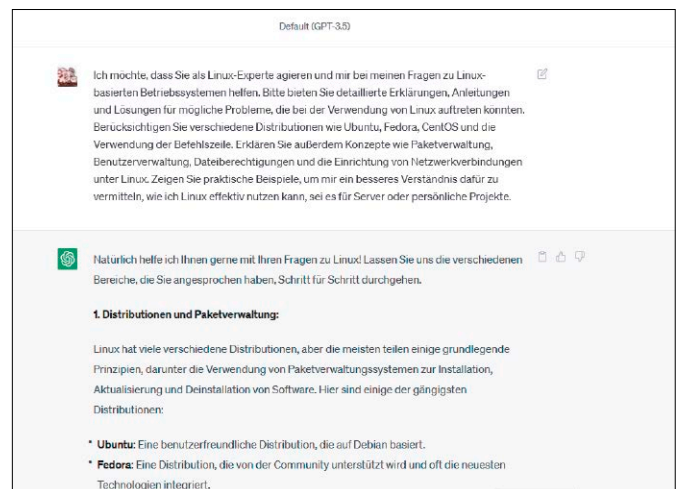 Default (GPT-3.5)
Ich möchte, dass Sie als Linux-Experte agieren und mir bei meinen Fragen zu Linux-
basierten Betriebssystemen helfen. Bitte bieten Sie detaillierte Erklärungen, Anleitungen
und Lösungen für mögliche Probleme, die bei der Verwendung von Linux auftreten könnten.
Berücksichtigen Sie verschiedene Distributionen wie Ubuntu, Fedora, CentOS und die
Verwendung der Befehlszeile. Erklären Sie außerdem Konzepte wie Paketverwaltung,
Benutzerverwaltung, Dateiberechtigungen und die Einrichtung von Netzwerkverbindungen
unter Linux. Zeigen Sie praktische Beispiele, um mir ein besseres Verständnis dafür zu
vermitteln, wie ich Linux effektiv nutzen kann, sei es für Server oder persönliche Projekte.
Natürlich helfe ich Ihnen gerne mit Ihren Fragen zu Linux! Lassen Sie uns die verschiedenen
Bereiche, die Sie angesprochen haben, Schritt für Schritt durchgehen.
1. Distributionen und Paketverwaltung:
Linux hat viele verschiedene Distributionen, aber die meisten teilen einige grundlegende
Prinzipien, darunter die Verwendung von Paketverwaltungssystemen zur Installation,
Aktualisierung und Deinstallation von Software. Hier sind einige der gängigsten
Distributionen:
• Ubuntu: Eine benutzerfreundliche Distribution, die auf Debian basiert.
• Fedora: Eine Distribution, die von der Community unterstützt wird und oft die neuesten
Technologien integriert.